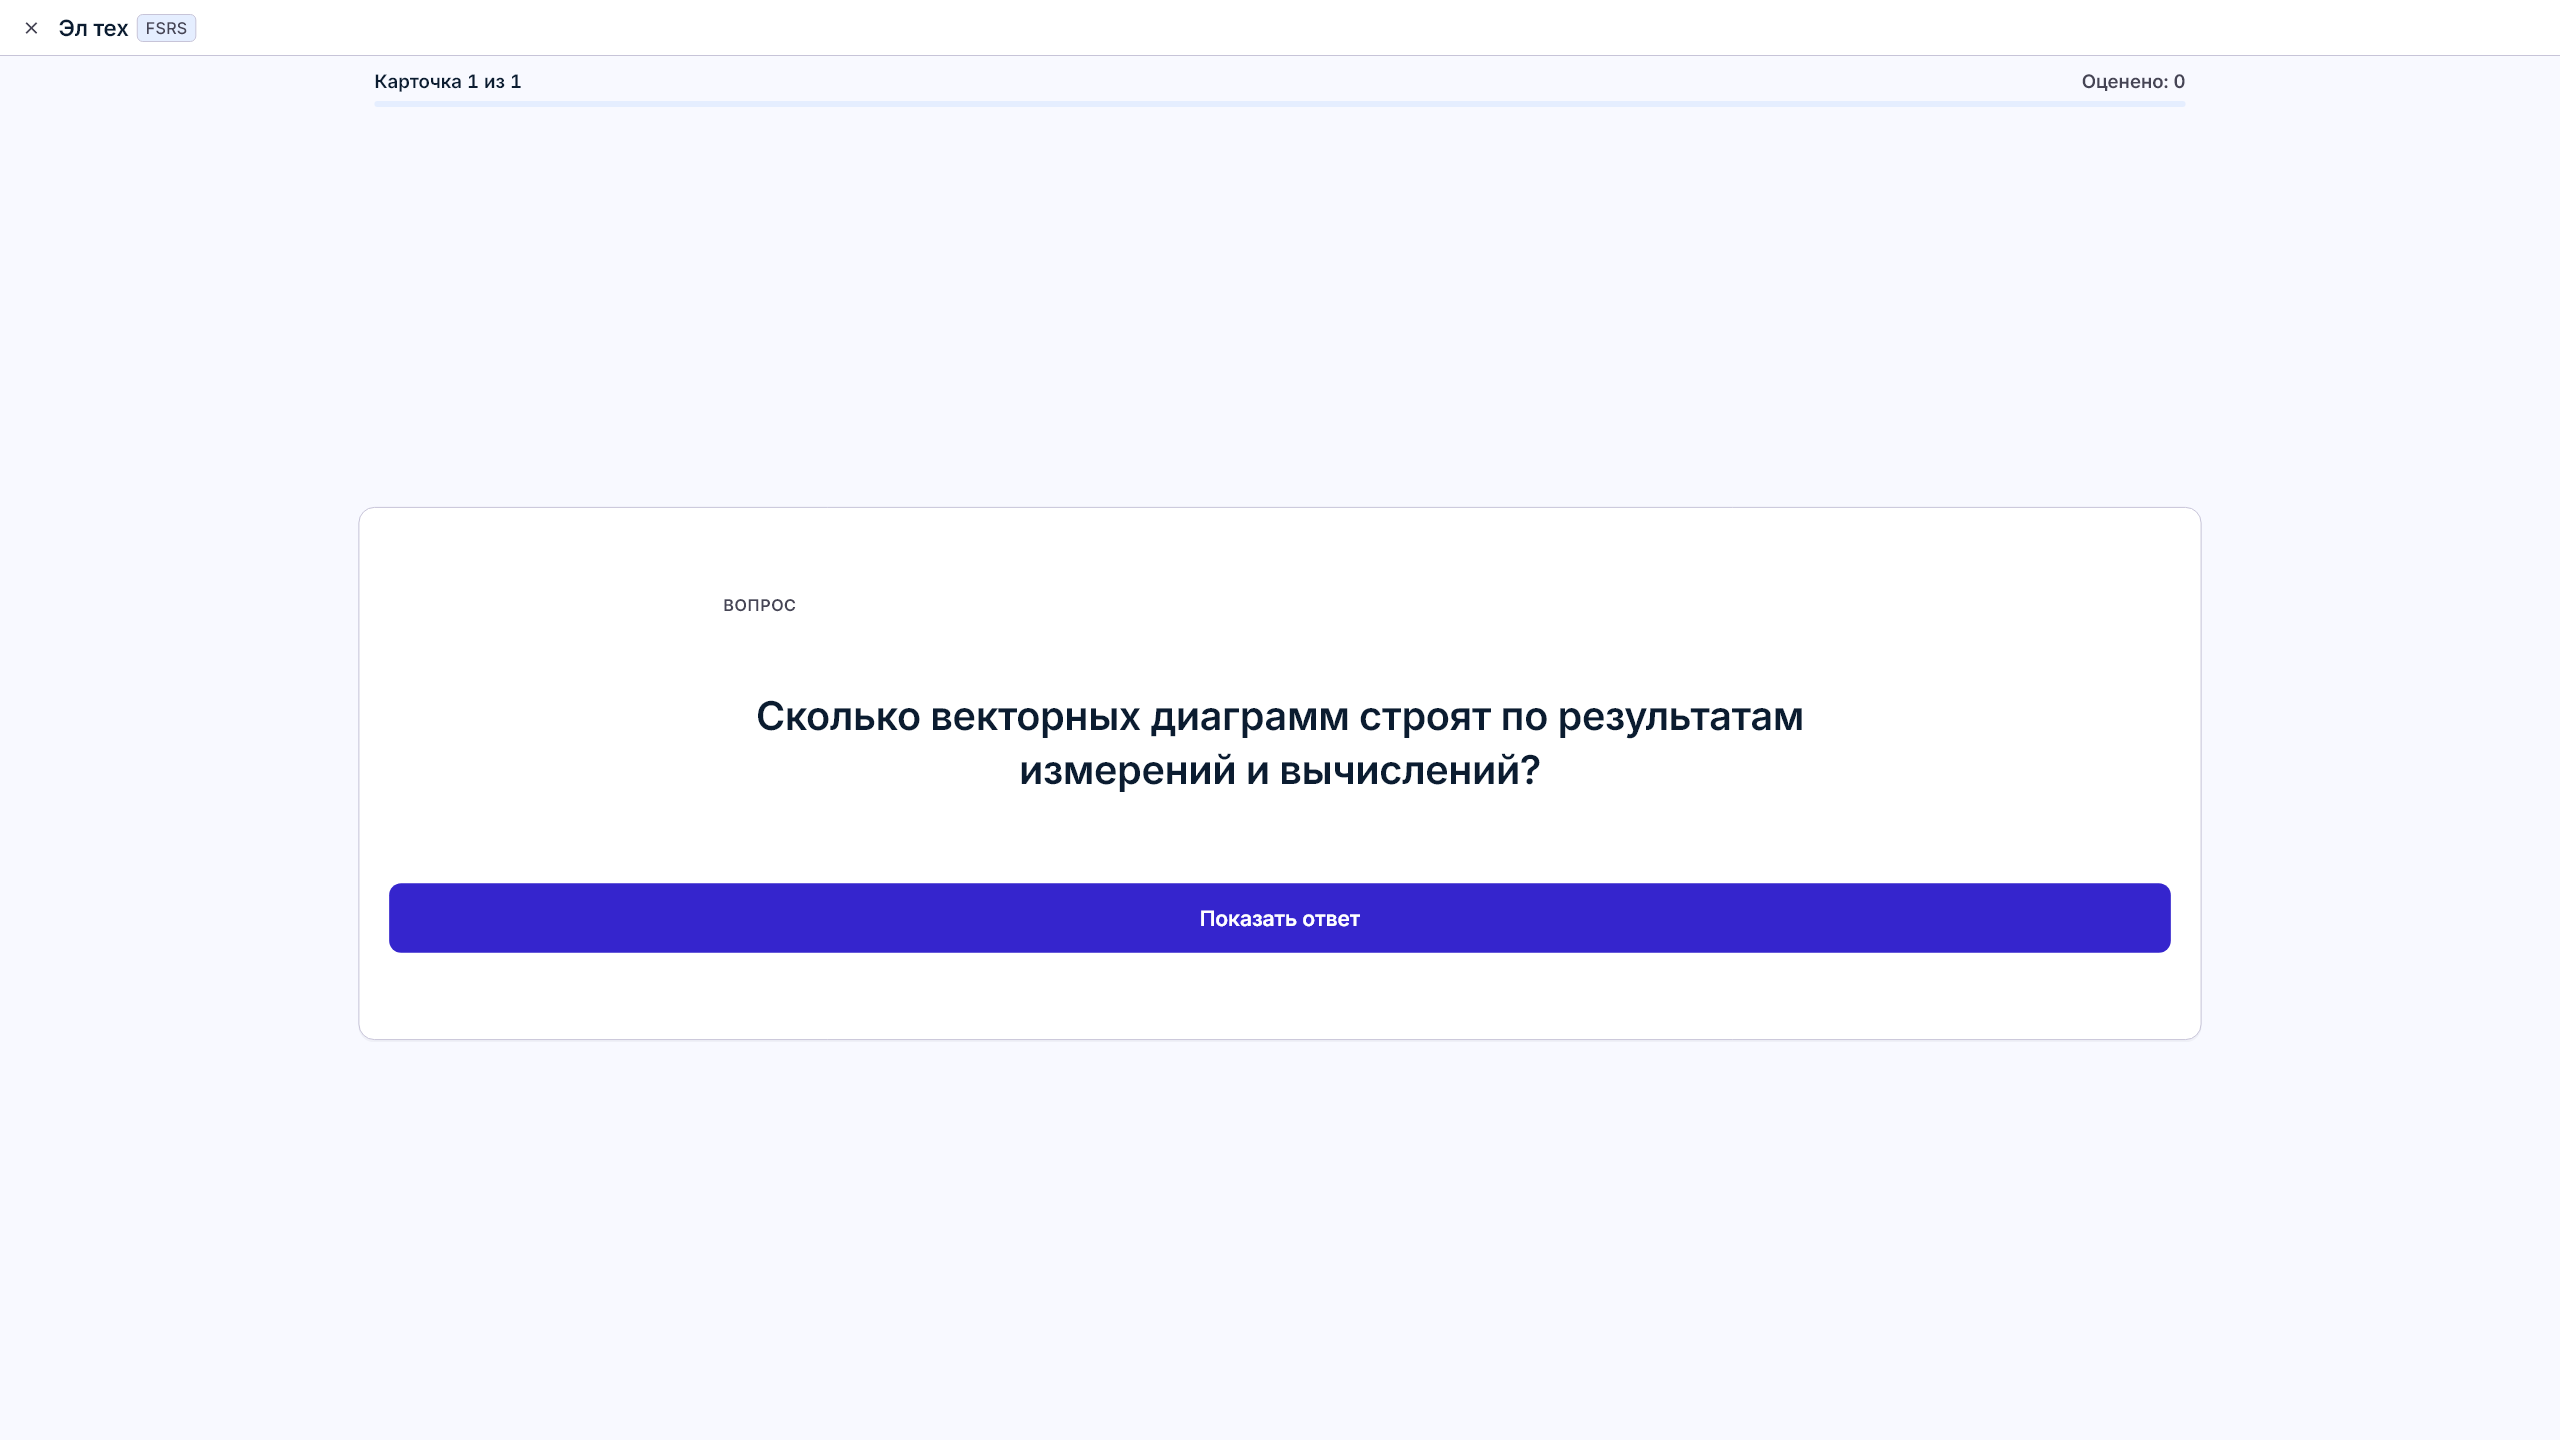 Эл тех FSRS
Карточка 1 из 1
Оценено: 0
ВОПРОС
Сколько векторных диаграмм строят по результатам
измерений и вычислений?
Показать ответ